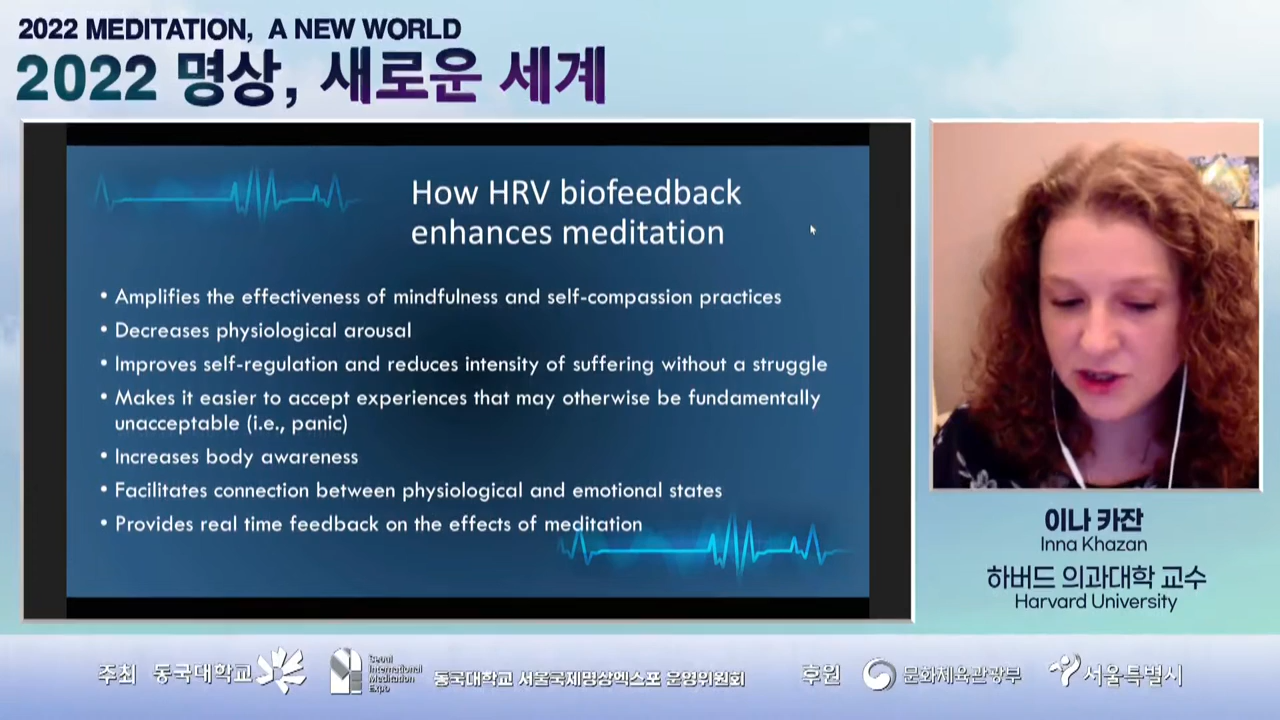 2022 MEDITATION, A NEW WORLD
2022 명상, 새로운 세계
How HRV biofeedback
enhances meditation
• Amplifies the effectiveness of mindfulness and self-compassion practices
• Decreases physiological arousal
• Improves self-regulation and reduces intensity of suffering without a struggle
• Makes it easier to accept experiences that may otherwise be fundamentally
unacceptable (i.e., panic)
• Increases body awareness
• Facilitates connection between physiological and emotional states
• Provides real time feedback on the effects of meditation
이나 카잔
Inna Khazan
하버드 의과대학 교수
Harvard University
주최 동국대학교
Seoul
International
Meditation
Expo
동국대학교 서울국제명상엑스포 운영위원회
후원 문화체육관광부 서울특별시